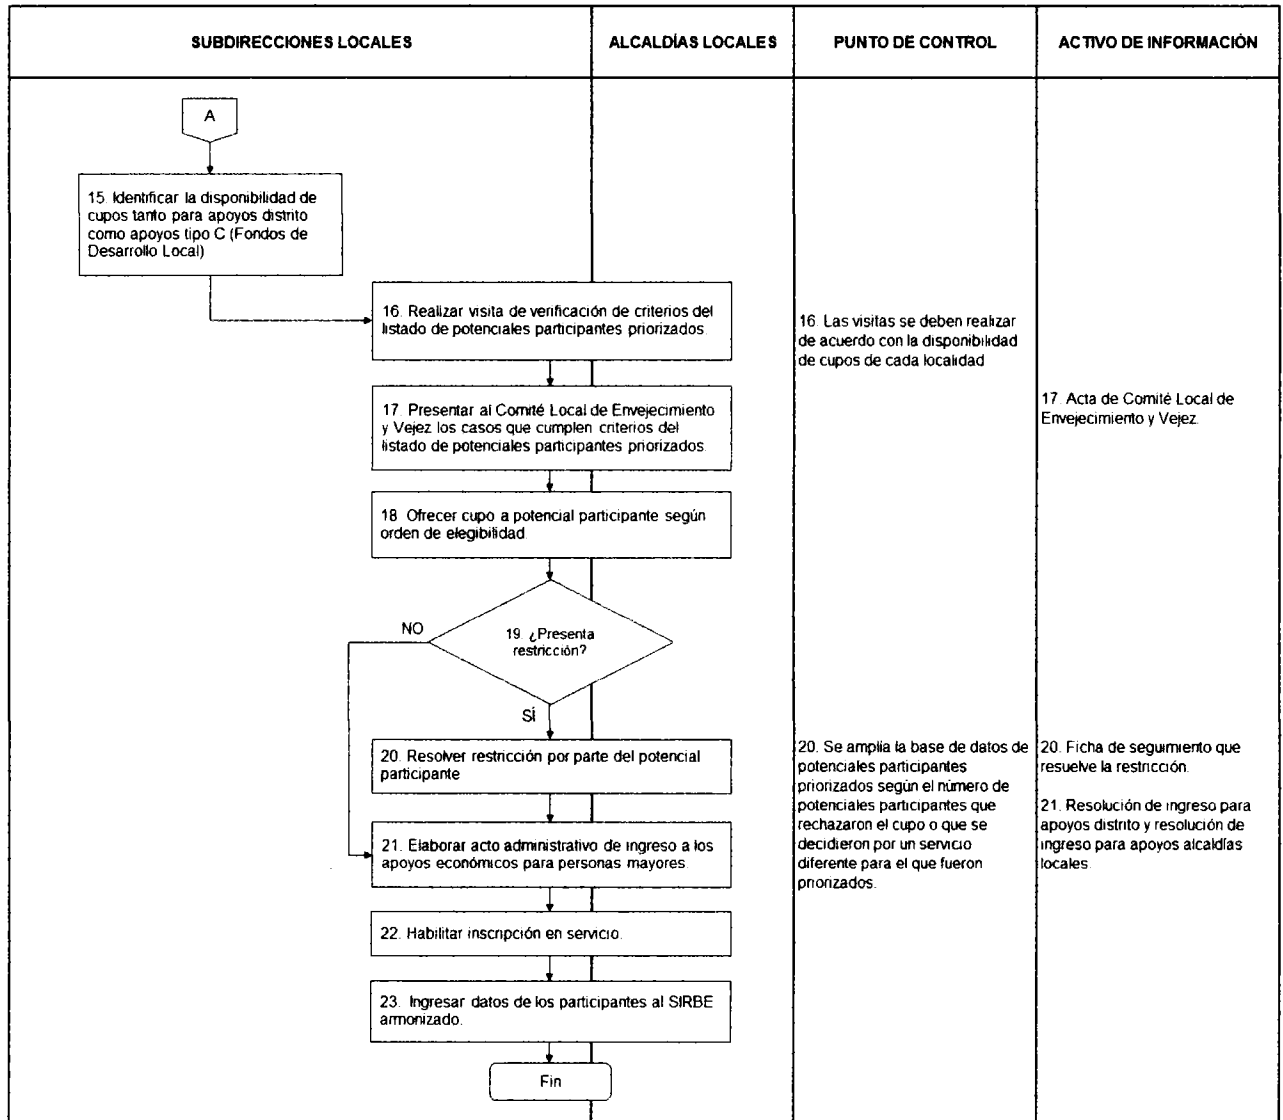 SUBDIRECCIONES LOCALES
ALCALDÍAS LOCALES
PUNTO DE CONTROL
ACTIVO DE INFORMACIÓN
A
15. Identificar la disponibilidad de
cupos tanto para apoyos distrito
como apoyos tipo C (Fondos de
Desarrollo Local)
16. Realizar visita de verificación de criterios del
listado de potenciales participantes priorizados.
16. Las visitas se deben realizar
de acuerdo con la disponibilidad
de cupos de cada localidad
17. Presentar al Comité Local de Envejecimiento
y Vejez los casos que cumplen criterios del
listado de potenciales participantes priorizados.
17. Acta de Comité Local de
Envejecimiento y Vejez.
18. Ofrecer cupo a potencial participante según
orden de elegibilidad.
19. ¿Presenta
restricción?
NO
SÍ
20. Resolver restricción por parte del potencial
participante
20. Se amplia la base de datos de
potenciales participantes
priorizados según el número de
potenciales participantes que
rechazaron el cupo o que se
decidieron por un servicio
diferente para el que fueron
priorizados.
20. Ficha de seguimiento que
resuelve la restricción.
21. Resolución de ingreso para
apoyos distrito y resolución de
ingreso para apoyos alcaldías
locales.
21. Elaborar acto administrativo de ingreso a los
apoyos económicos para personas mayores.
22. Habilitar inscripción en servicio.
23. Ingresar datos de los participantes al SIRBE
armonizado.
Fin